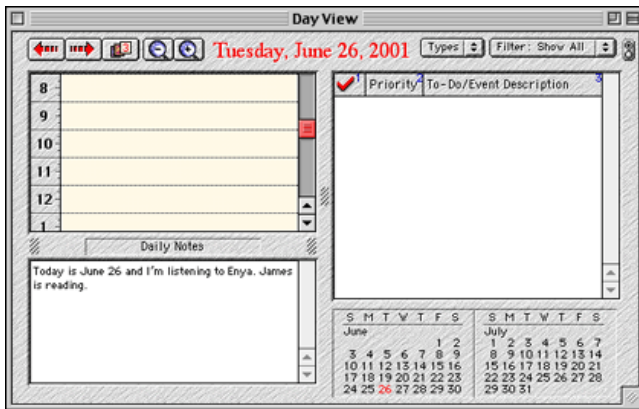 Day View
Tuesday, June 26, 2001
Types
Filter: Show All
8
9
10
11
12
1
1 Priority 2 To-Do/Event Description 3
Daily Notes
Today is June 26 and I'm listening to Enya. James
is reading.
S M T W T F S
June
1 2
3 4 5 6 7 8 9
10 11 12 13 14 15 16
17 18 19 20 21 22 23
24 25 26 27 28 29 30
S M T W T F S
July
1 2 3 4 5 6 7
8 9 10 11 12 13 14
15 16 17 18 19 20 21
22 23 24 25 26 27 28
29 30 31